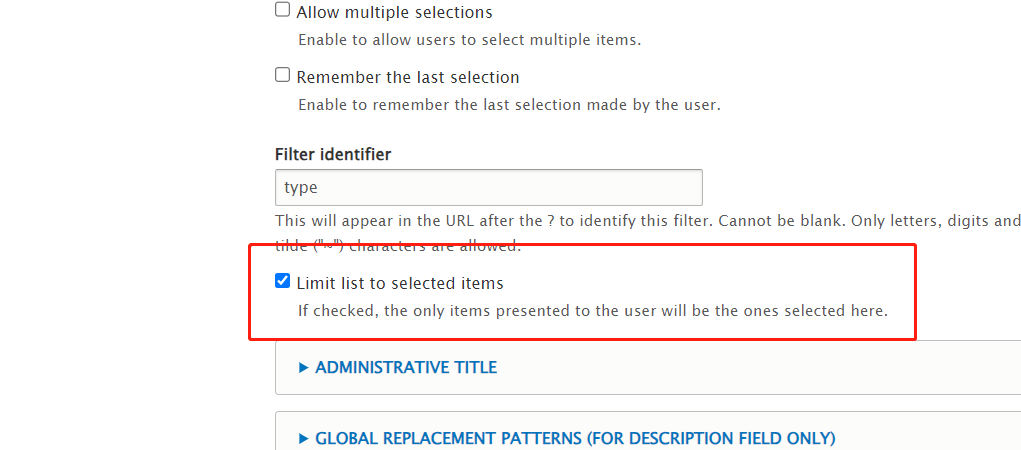 Allow multiple selections
Enable to allow users to select multiple items.
Remember the last selection
Enable to remember the last selection made by the user.
Filter identifier
type
This will appear in the URL after the ? to identify this filter. Cannot be blank. Only letters, digits and
tilde ("~") characters are allowed.
Limit list to selected items
If checked, the only items presented to the user will be the ones selected here.
ADMINISTRATIVE TITLE
GLOBAL REPLACEMENT PATTERNS (FOR DESCRIPTION FIELD ONLY)